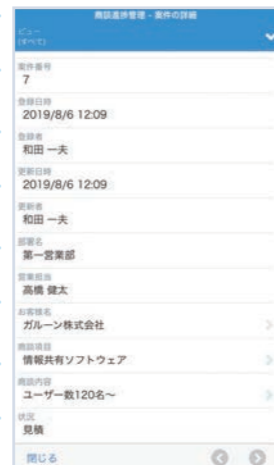 商談進捗管理 - 案件の詳細
ビュー
(すべて)
案件番号
7
登録日時
2019/8/6 12:09
登録者
和田 一夫
更新日時
2019/8/6 12:09
更新者
和田 一夫
部署名
第一営業部
営業担当
高橋 健太
お客様名
ガルーン株式会社
商談項目
情報共有ソフトウェア
商談内容
ユーザー数120名～
状況
見積
閉じる